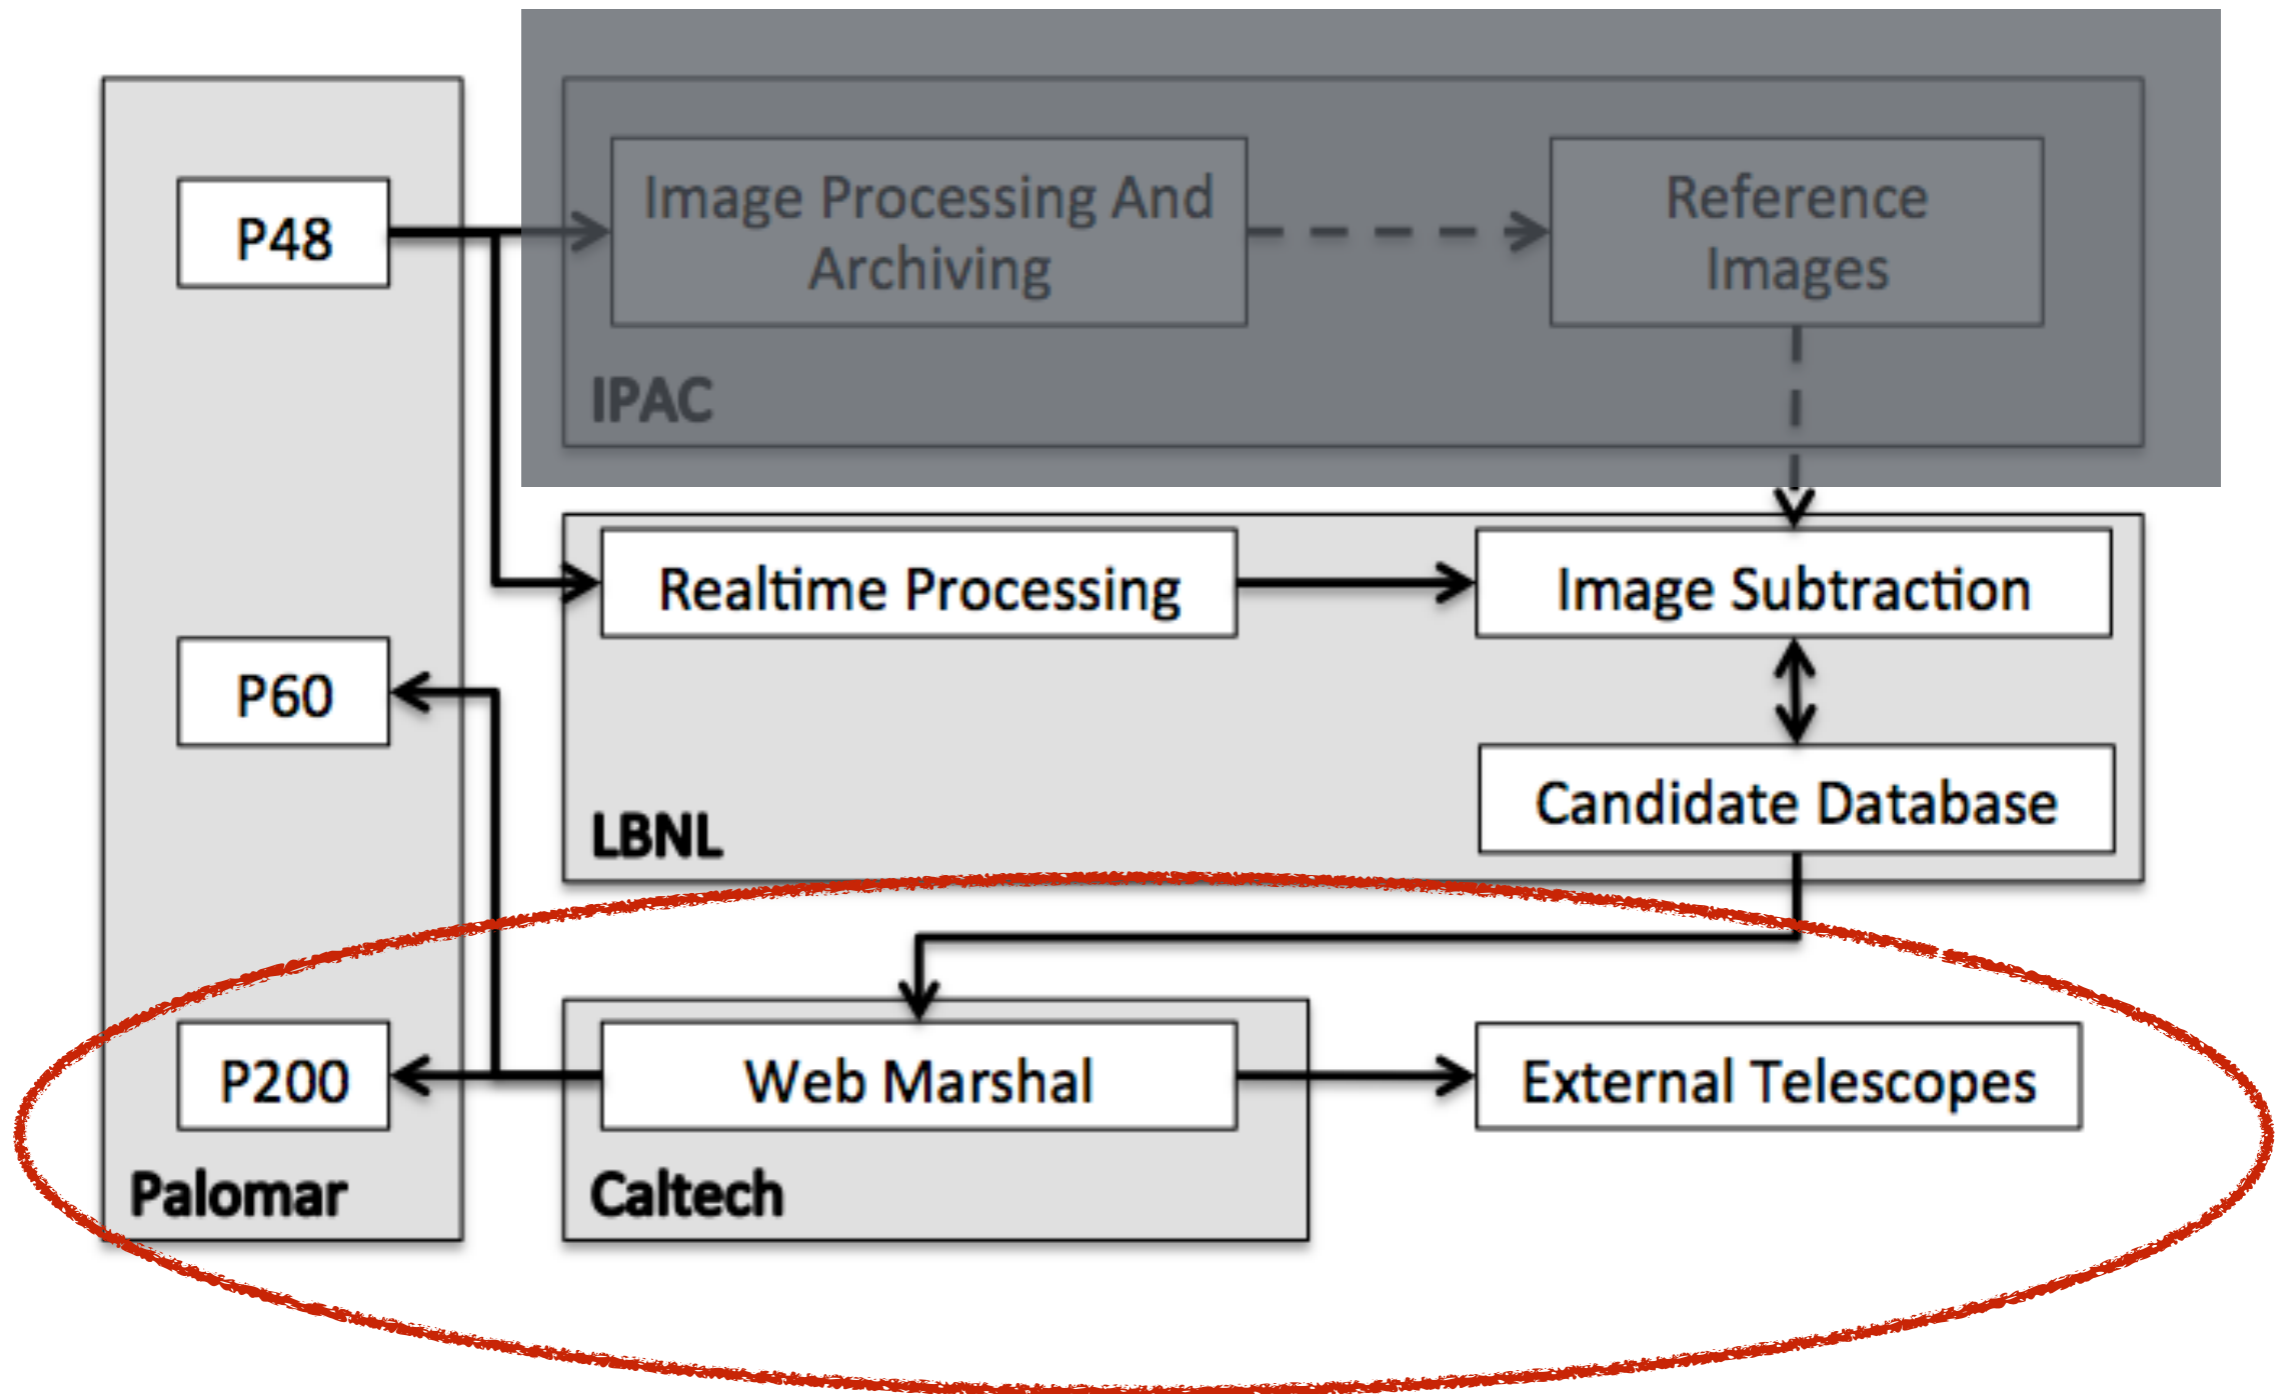 P48
Image Processing And
Archiving
Reference
Images
IPAC
Realtime Processing
Image Subtraction
P60
Candidate Database
LBNL
P200
Web Marshal
External Telescopes
Palomar
Caltech